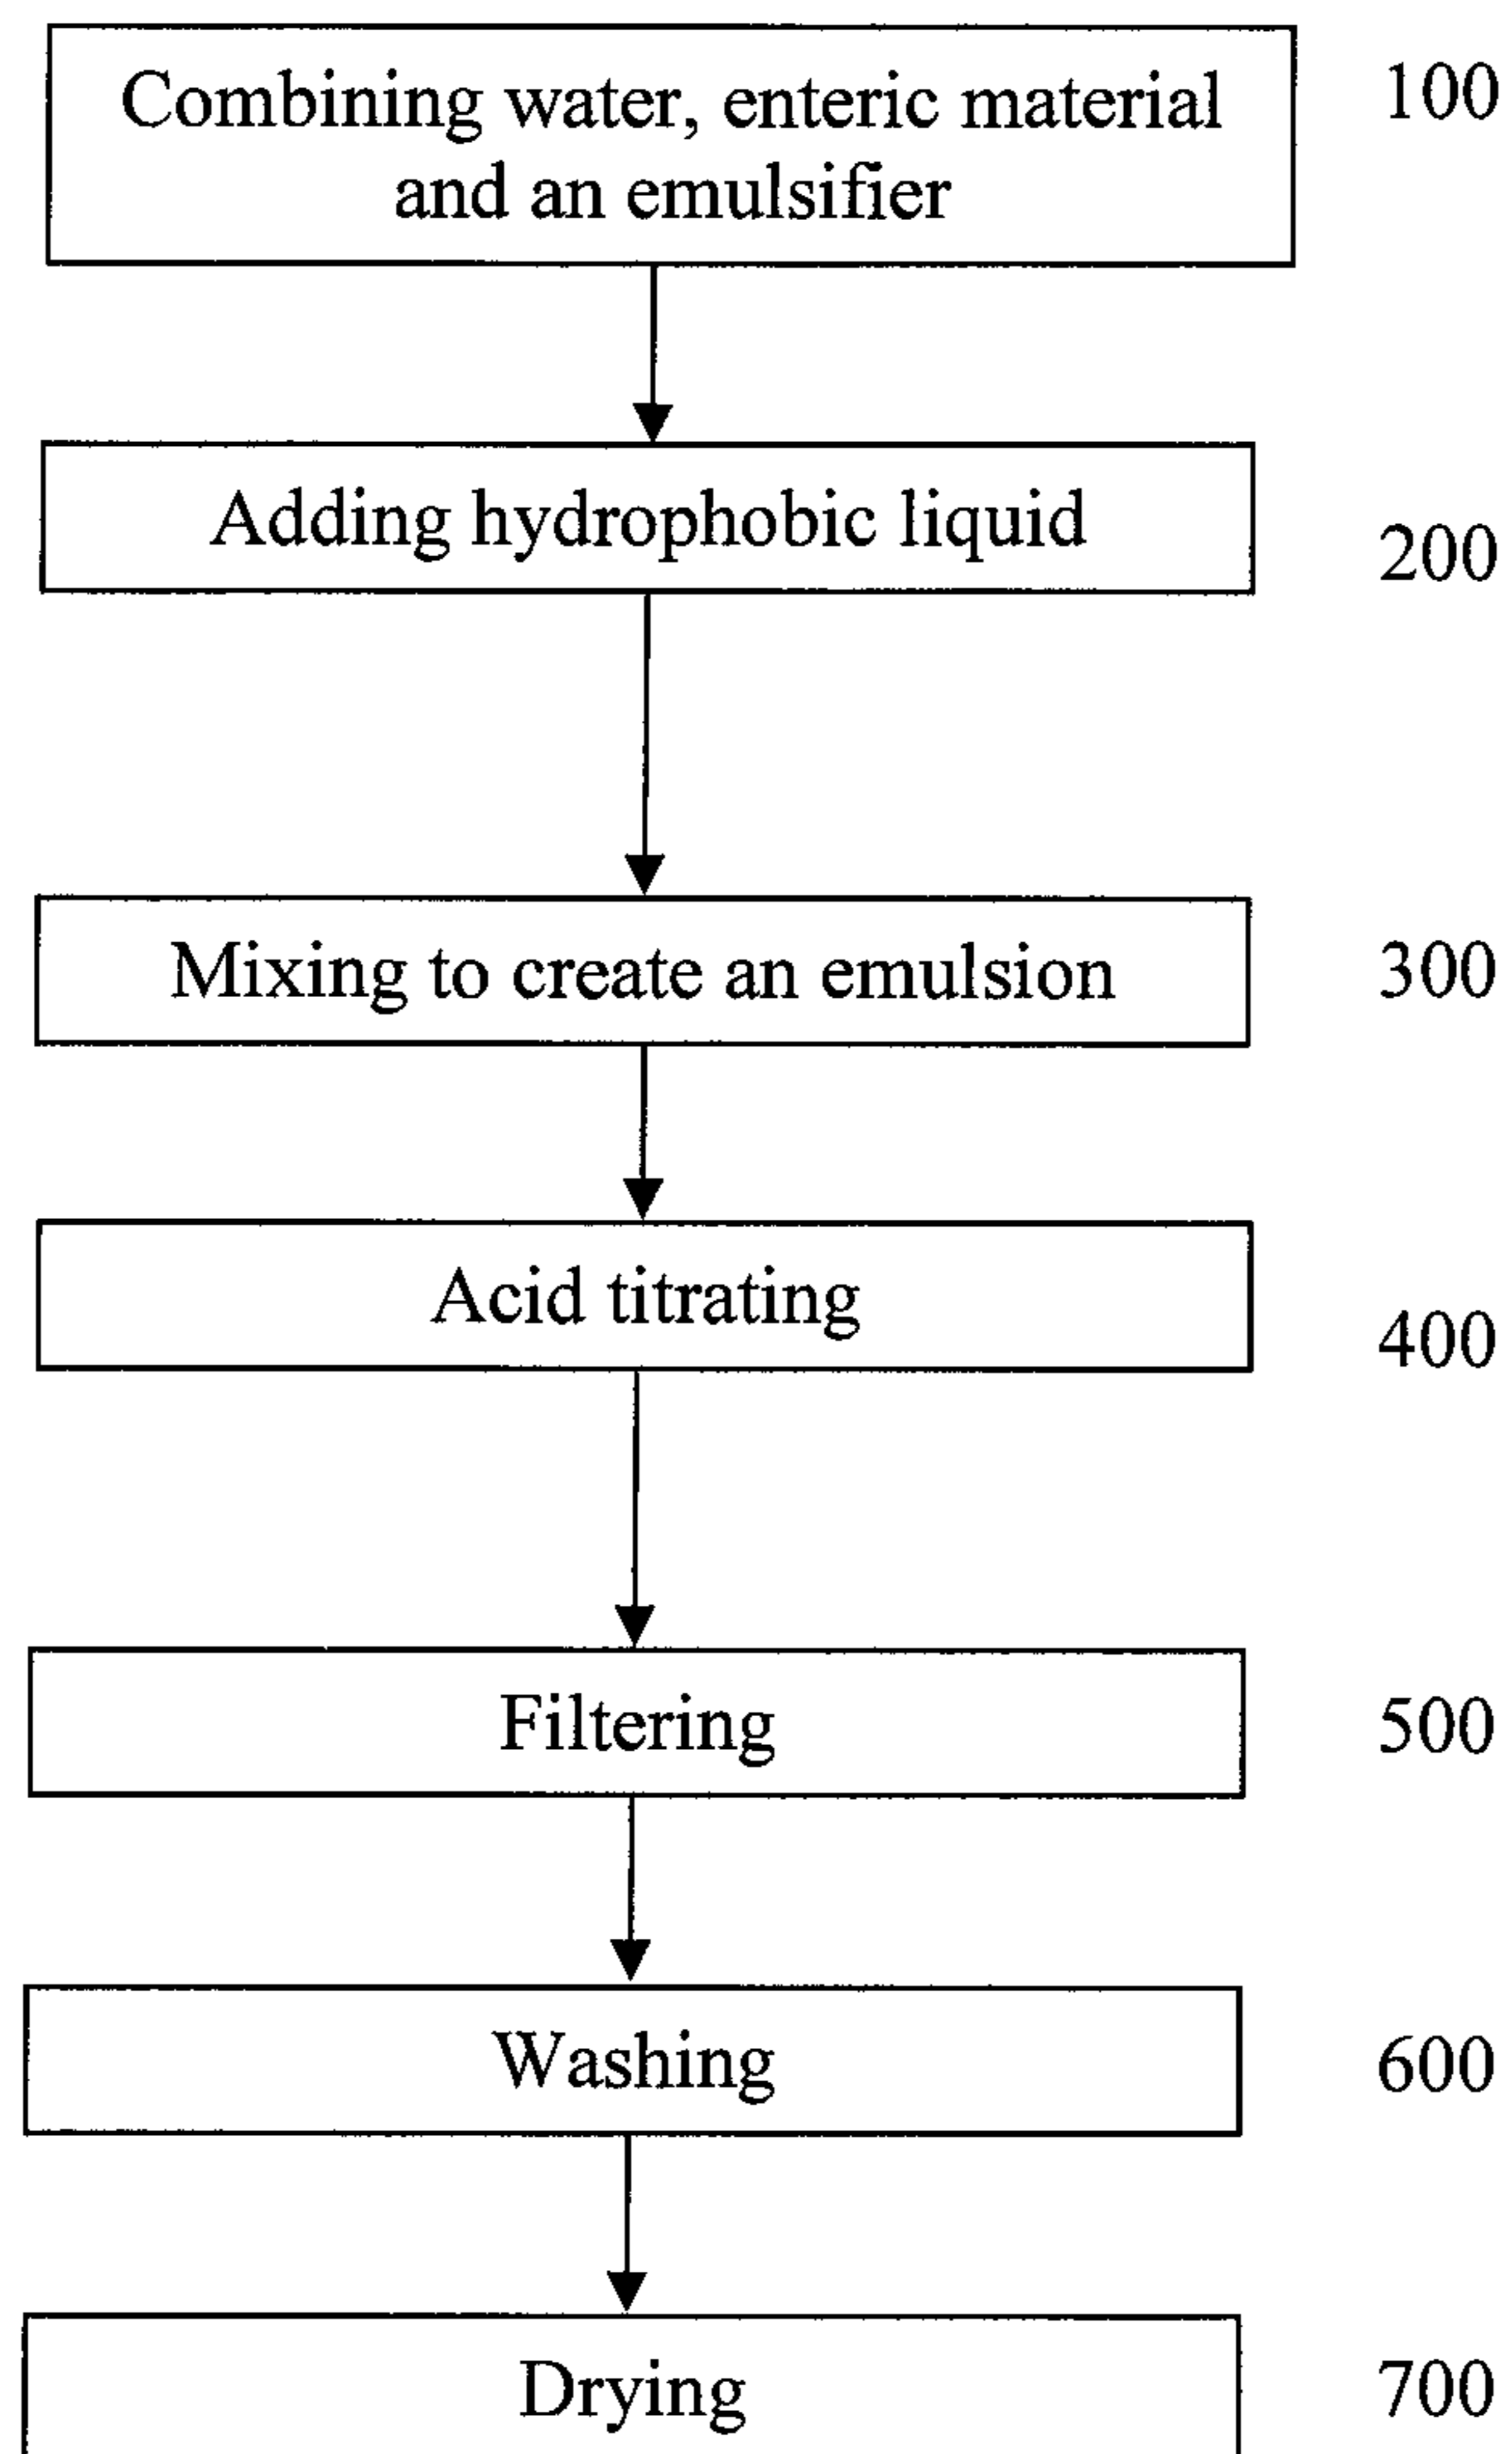 Combining water, enteric material
and an emulsifier
100
Adding hydrophobic liquid
200
Mixing to create an emulsion
300
Acid titrating
400
Filtering
500
Washing
600
Drying
700